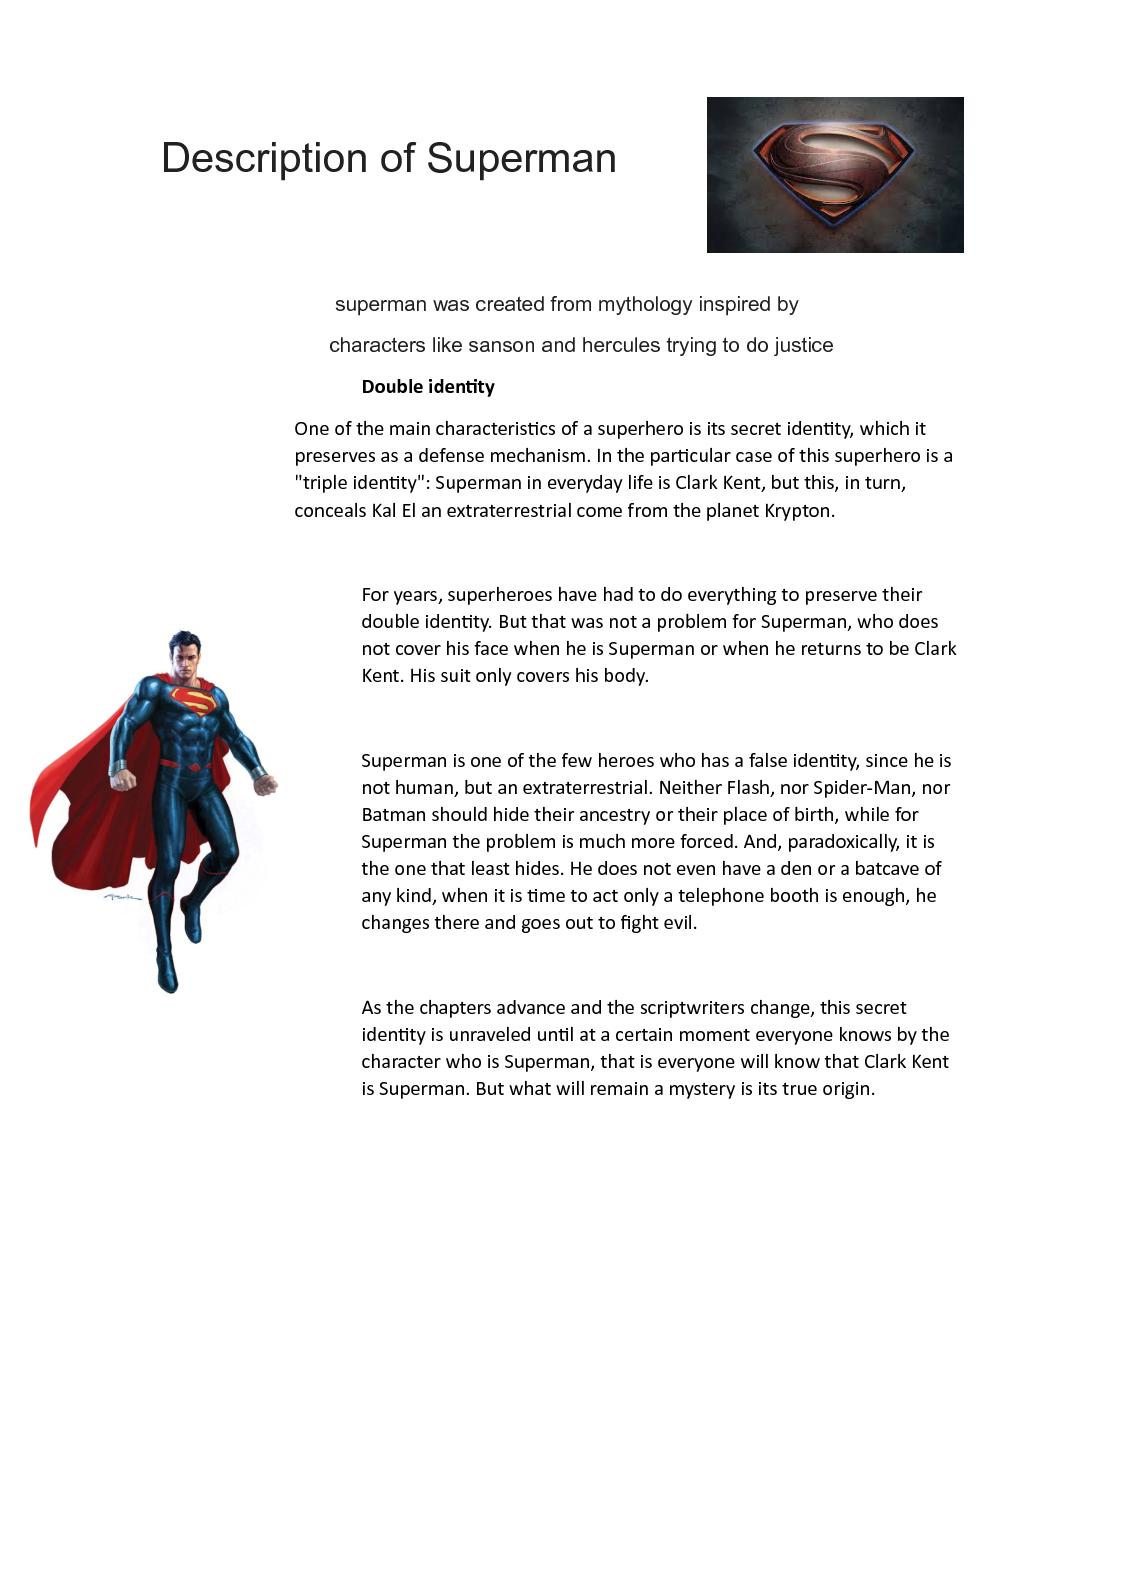 Description of Superman
superman was created from mythology inspired by
characters like sanson and hercules trying to do justice
Double identity
One of the main characteristics of a superhero is its secret identity, which it
preserves as a defense mechanism. In the particular case of this superhero is a
"triple identity": Superman in everyday life is Clark Kent, but this, in turn,
conceals Kal El an extraterrestrial come from the planet Krypton.
For years, superheroes have had to do everything to preserve their
double identity. But that was not a problem for Superman, who does
not cover his face when he is Superman or when he returns to be Clark
Kent. His suit only covers his body.
Superman is one of the few heroes who has a false identity, since he is
not human, but an extraterrestrial. Neither Flash, nor Spider-Man, nor
Batman should hide their ancestry or their place of birth, while for
Superman the problem is much more forced. And, paradoxically, it is
the one that least hides. He does not even have a den or a batcave of
any kind, when it is time to act only a telephone booth is enough, he
changes there and goes out to fight evil.
As the chapters advance and the scriptwriters change, this secret
identity is unraveled until at a certain moment everyone knows by the
character who is Superman, that is everyone will know that Clark Kent
is Superman. But what will remain a mystery is its true origin.